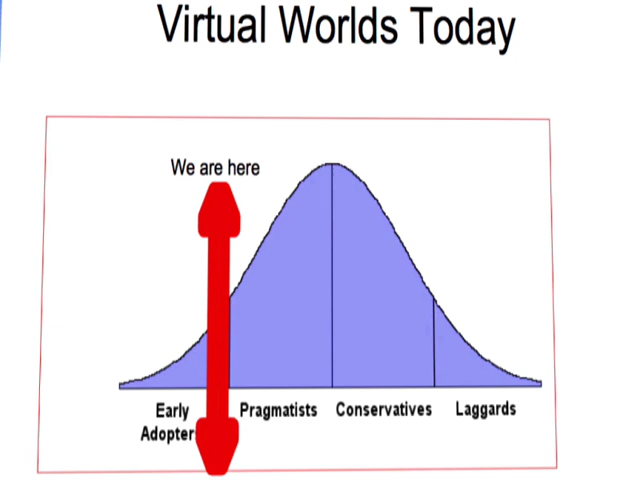 Virtual Worlds Today
We are here
Early Pragmatists Conservatives Laggards
Adopter